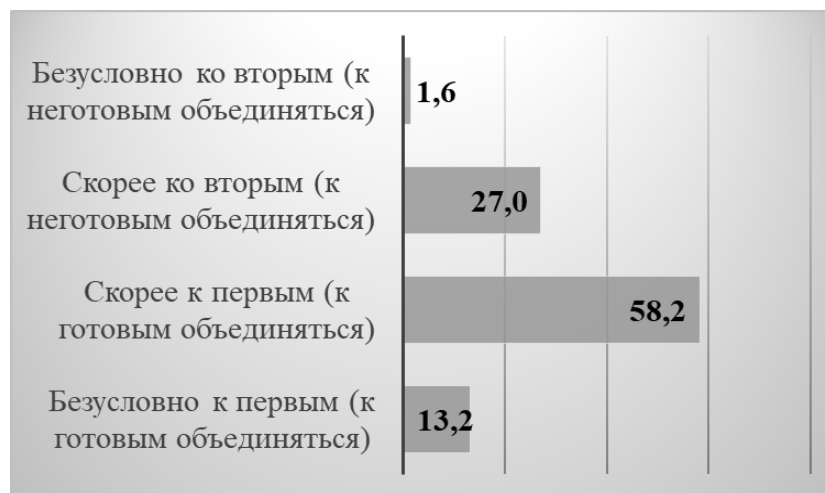 Безусловно ко вторым (к
неготовым объединяться)
1,6
Скорее ко вторым (к
неготовым объединяться)
27,0
Скорее к первым (к
готовым объединяться)
58,2
Безусловно к первым (к
готовым объединяться)
13,2